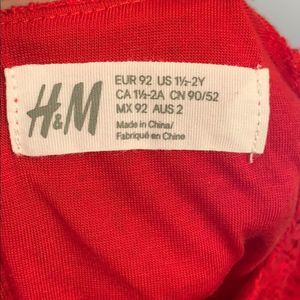 H&M
EUR 92 US 1½-2Y
CA 1½-2A CN 90/52
MX 92 AUS 2
Made in China/
Fabriqué en Chine